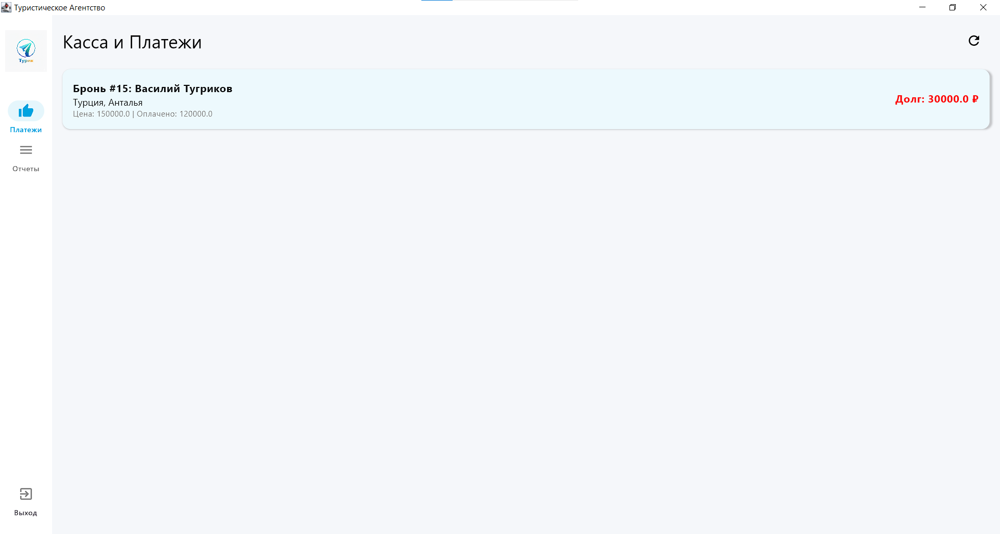 Туристическое Агентство
Турик
Касса и Платежи
Бронь #15: Василий Тугриков
Турция, Анталья
Цена: 150000.0 | Оплачено: 120000.0
Долг: 30000.0 ₽
Платежи
Отчеты
Выход